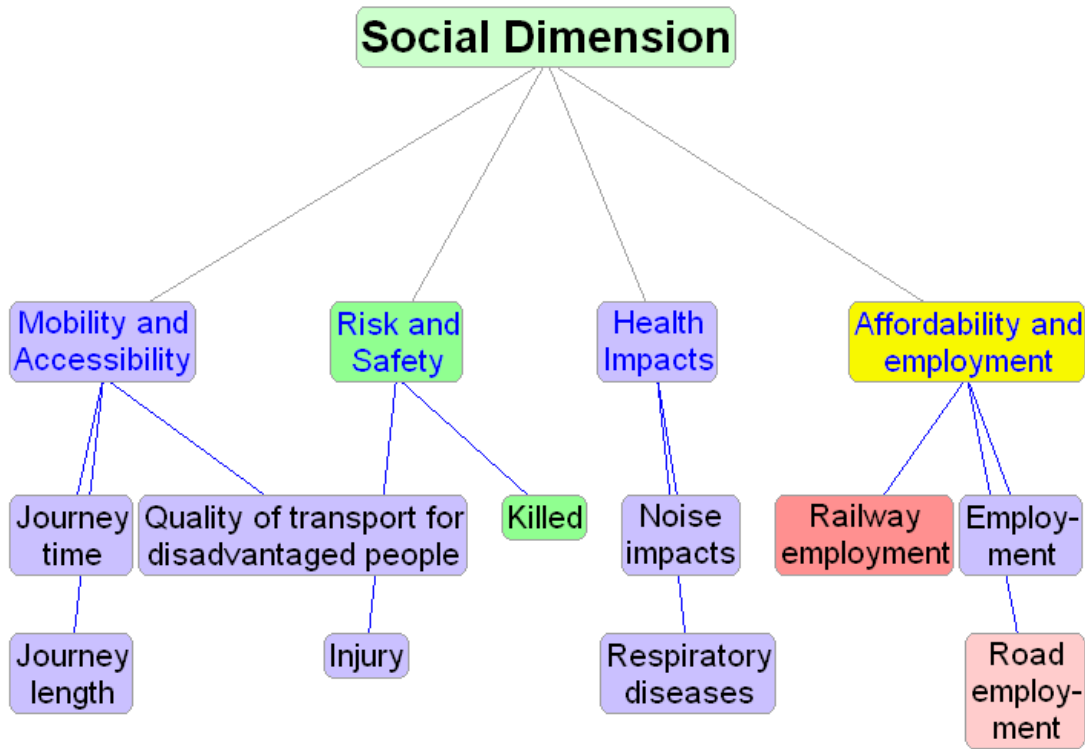 Social Dimension
Mobility and
Accessibility
Risk and
Safety
Health
Impacts
Affordability and
employment
Journey
time
Quality of transport for
disadvantaged people
Killed
Noise
impacts
Railway
employment
Employ-
ment
Journey
length
Injury
Respiratory
diseases
Road
employ-
ment